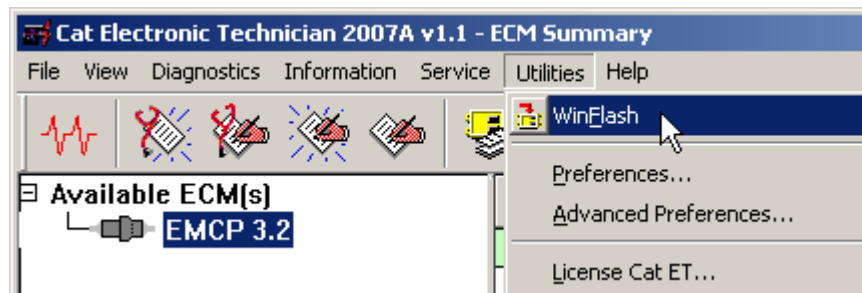 Cat Electronic Technician 2007A v1.1 - ECM Summary
File View Diagnostics Information Service Utilities Help
WinFlash
Preferences...
Advanced Preferences...
License Cat ET...
Available ECM(s)
EMCP 3.2